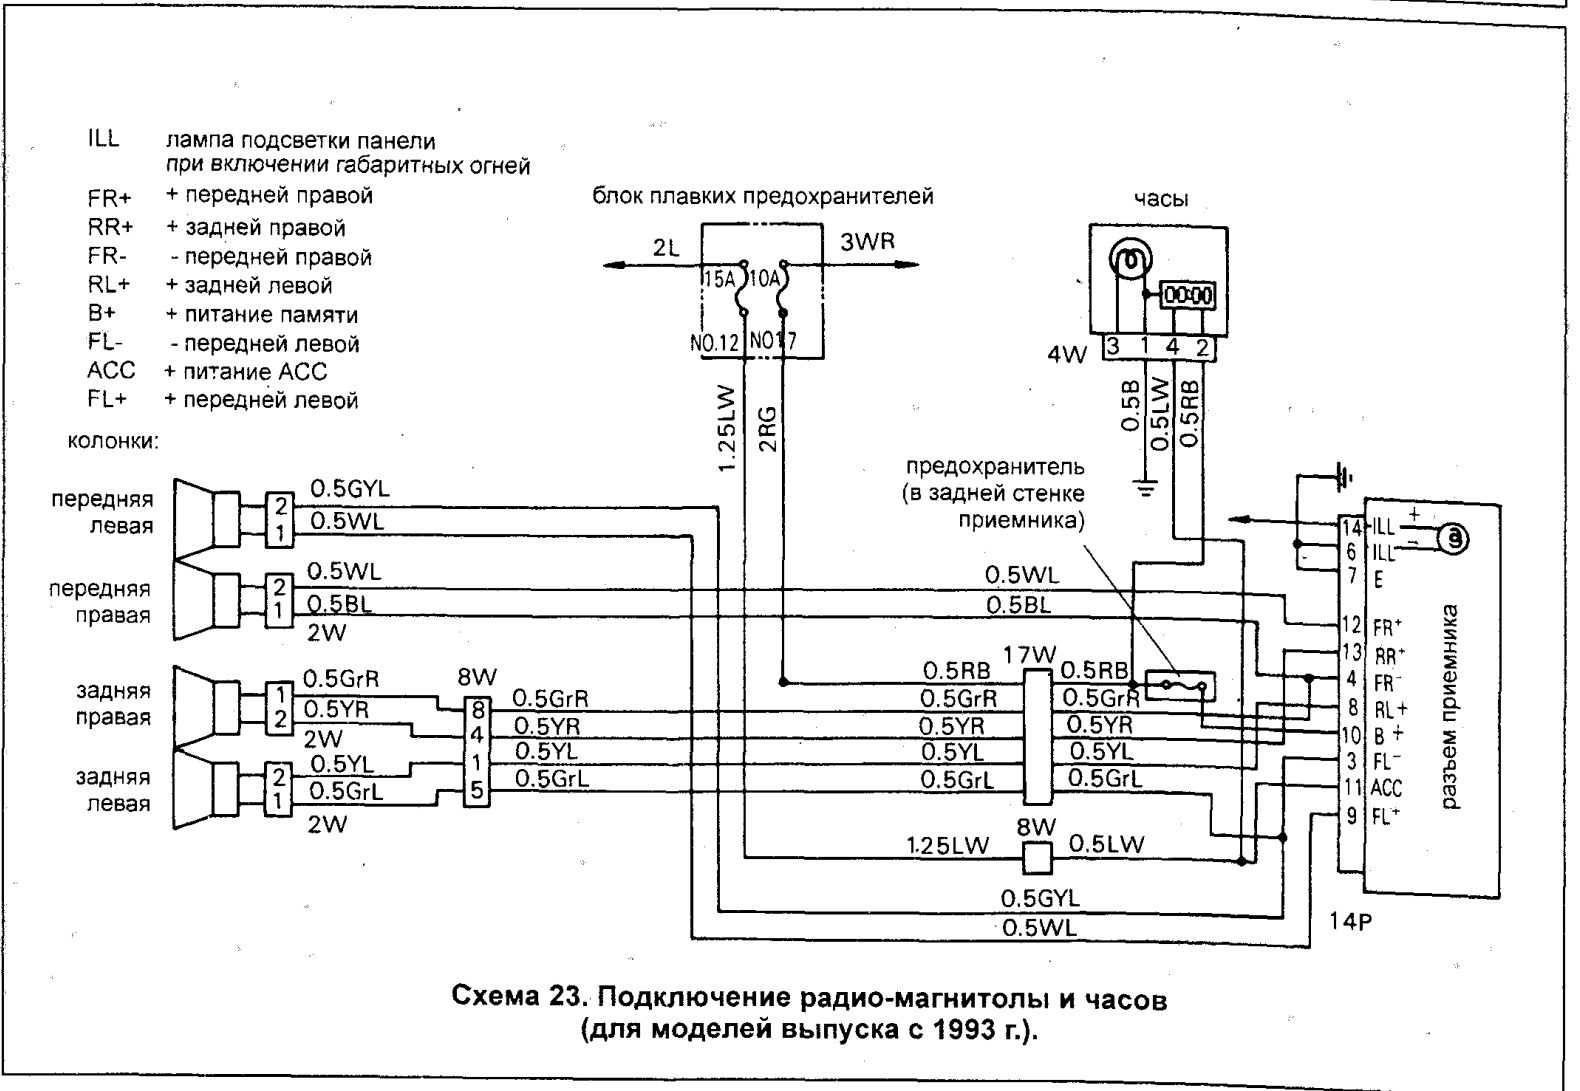 ILL лампа подсветки панели
при включении габаритных огней
FR+ + передней правой
RR+ + задней правой
FR- - передней правой
RL+ + задней левой
B+ + питание памяти
FL- - передней левой
ACC + питание ACC
FL+ + передней левой
колонки:
блок плавких предохранителей
2L
3WR
15A 10A
NO.12 NO17
1.25LW
2RG
часы
00:00
4W 3 1 4 2
0.5B
0.5LW
0.5RB
предохранитель
(в задней стенке
приемника)
передняя
левая
2 0.5GYL
1 0.5WL
передняя
правая
2 0.5WL
1 0.5BL
2W
0.5WL
0.5BL
задняя
правая
1 0.5GrR
2 0.5YR
2W
задняя
левая
2 0.5YL
1 0.5GrL
2W
8W
8 0.5GrR
4 0.5YR
1 0.5YL
5 0.5GrL
17W
0.5RB 0.5RB
0.5GrR 0.5GrR
0.5YR 0.5YR
0.5YL 0.5YL
0.5GrL 0.5GrL
8W
1.25LW 0.5LW
0.5GYL
0.5WL
14 ILL +
6 ILL -
7 E
12 FR+
13 RR+
4 FR-
8 RL+
10 B+
3 FL-
11 ACC
9 FL+
разъем приемника
14P
Схема 23. Подключение радио-магнитолы и часов
(для моделей выпуска с 1993 г.).